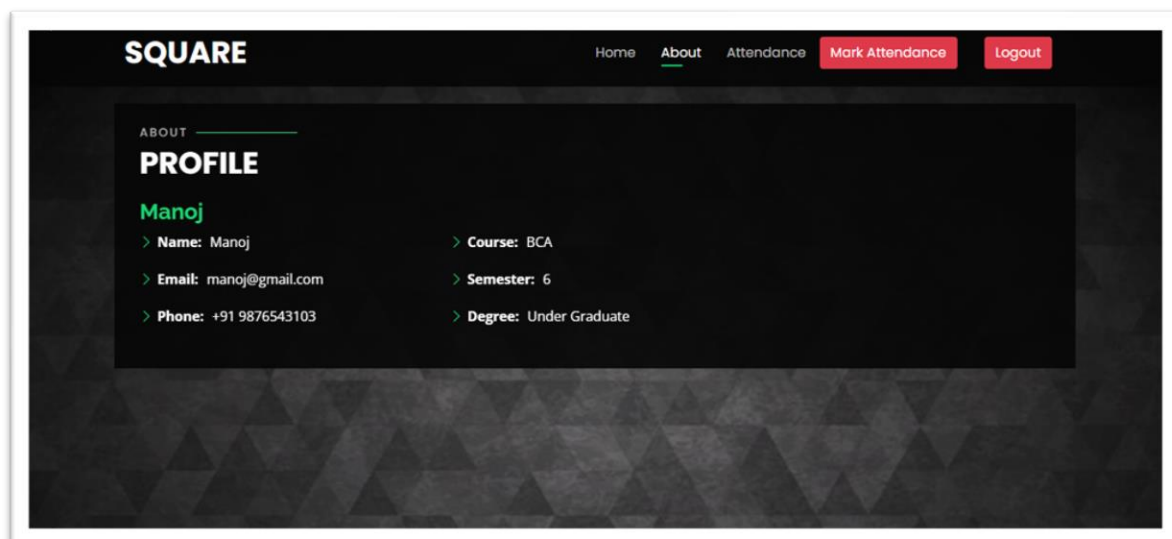 SQUARE
Home About Attendance Mark Attendance Logout
ABOUT
PROFILE
Manoj
Name: Manoj
Course: BCA
Email: manoj@gmail.com
Semester: 6
Phone: +91 9876543103
Degree: Under Graduate